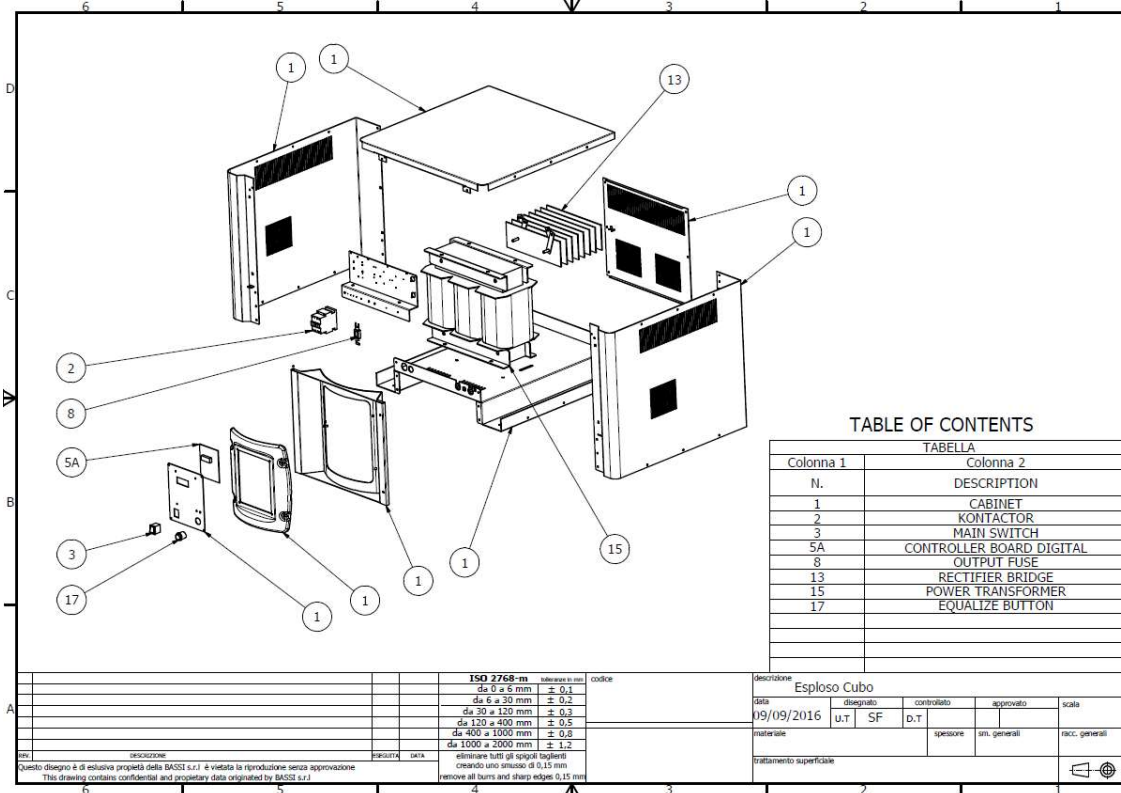 6 5 4 3 2 1
D
C
B
A
1
1
13
1
1
2
8
5A
3
17
1
1
1
1
15
TABLE OF CONTENTS
TABELLA
Colonna 1 Colonna 2
N. DESCRIPTION
1 CABINET
2 KONTACTOR
3 MAIN SWITCH
5A CONTROLLER BOARD DIGITAL
8 OUTPUT FUSE
13 RECTIFIER BRIDGE
15 POWER TRANSFORMER
17 EQUALIZE BUTTON
ISO 2768-m tolleranze in mm
da 0 a 6 mm ± 0,1
da 6 a 30 mm ± 0,2
da 30 a 120 mm ± 0,3
da 120 a 400 mm ± 0,5
da 400 a 1000 mm ± 0,8
da 1000 a 2000 mm ± 1,2
eliminare tutti gli spigoli taglienti
creando uno smusso di 0,15 mm
remove all burrs and sharp edges 0,15 mm
REV. DESCRIZIONE ESEGUITA DATA
Questo disegno è di eslusiva propietà della BASSI s.r.l è vietata la riproduzione senza approvazione
This drawing contains confidential and propietary data originated by BASSI s.r.l
codice
descrizione
Esploso Cubo
data disegnato controllato approvato scala
09/09/2016 U.T SF D.T
materiale spessore sm. generali racc. generali
trattamento superficiale
6 5 4 3 2 1